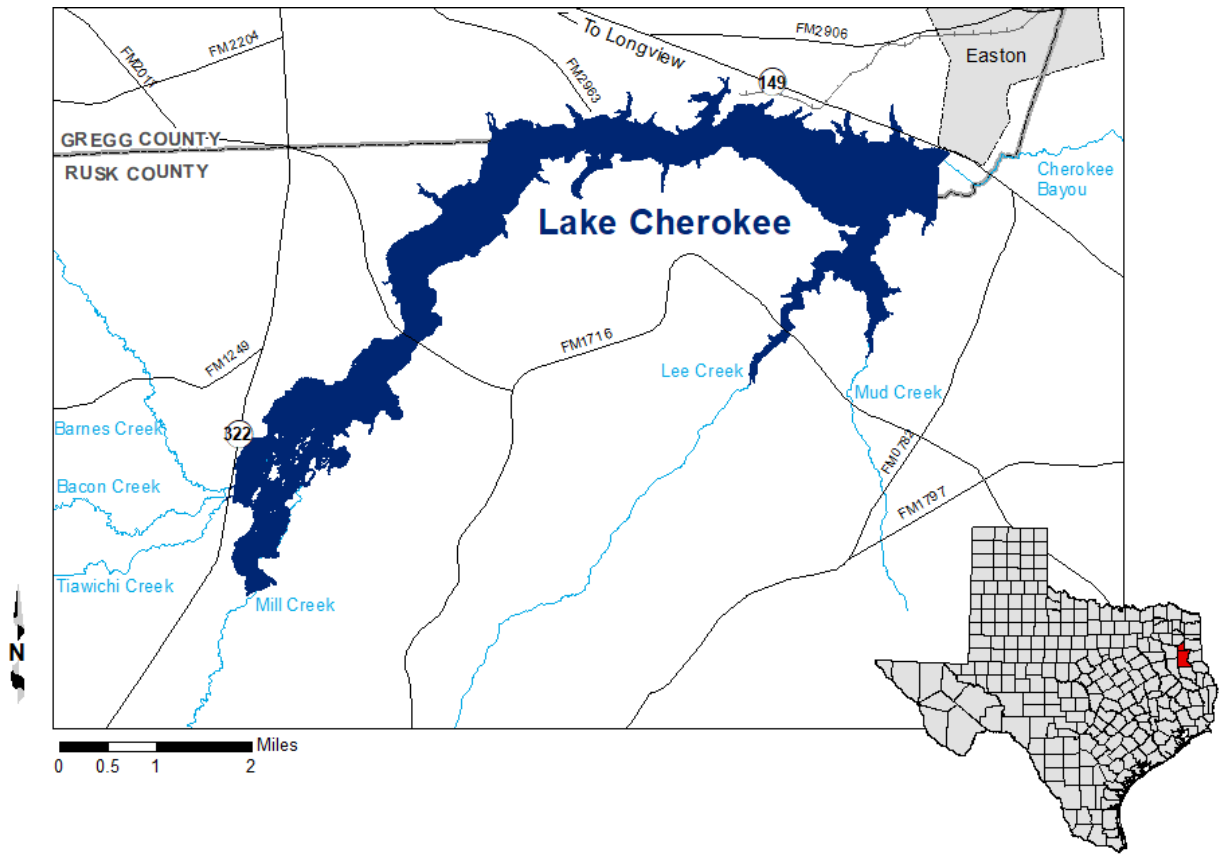 FM2204
FM2011
To Longview
FM2906
Easton
149
FM2963
GREGG COUNTY
RUSK COUNTY
Cherokee
Bayou
Lake Cherokee
FM1716
FM1249
Lee Creek
Mud Creek
322
Barnes Creek
FM0782
Bacon Creek
FM1797
Tiawichi Creek
Mill Creek
N
Miles
0 0.5 1 2